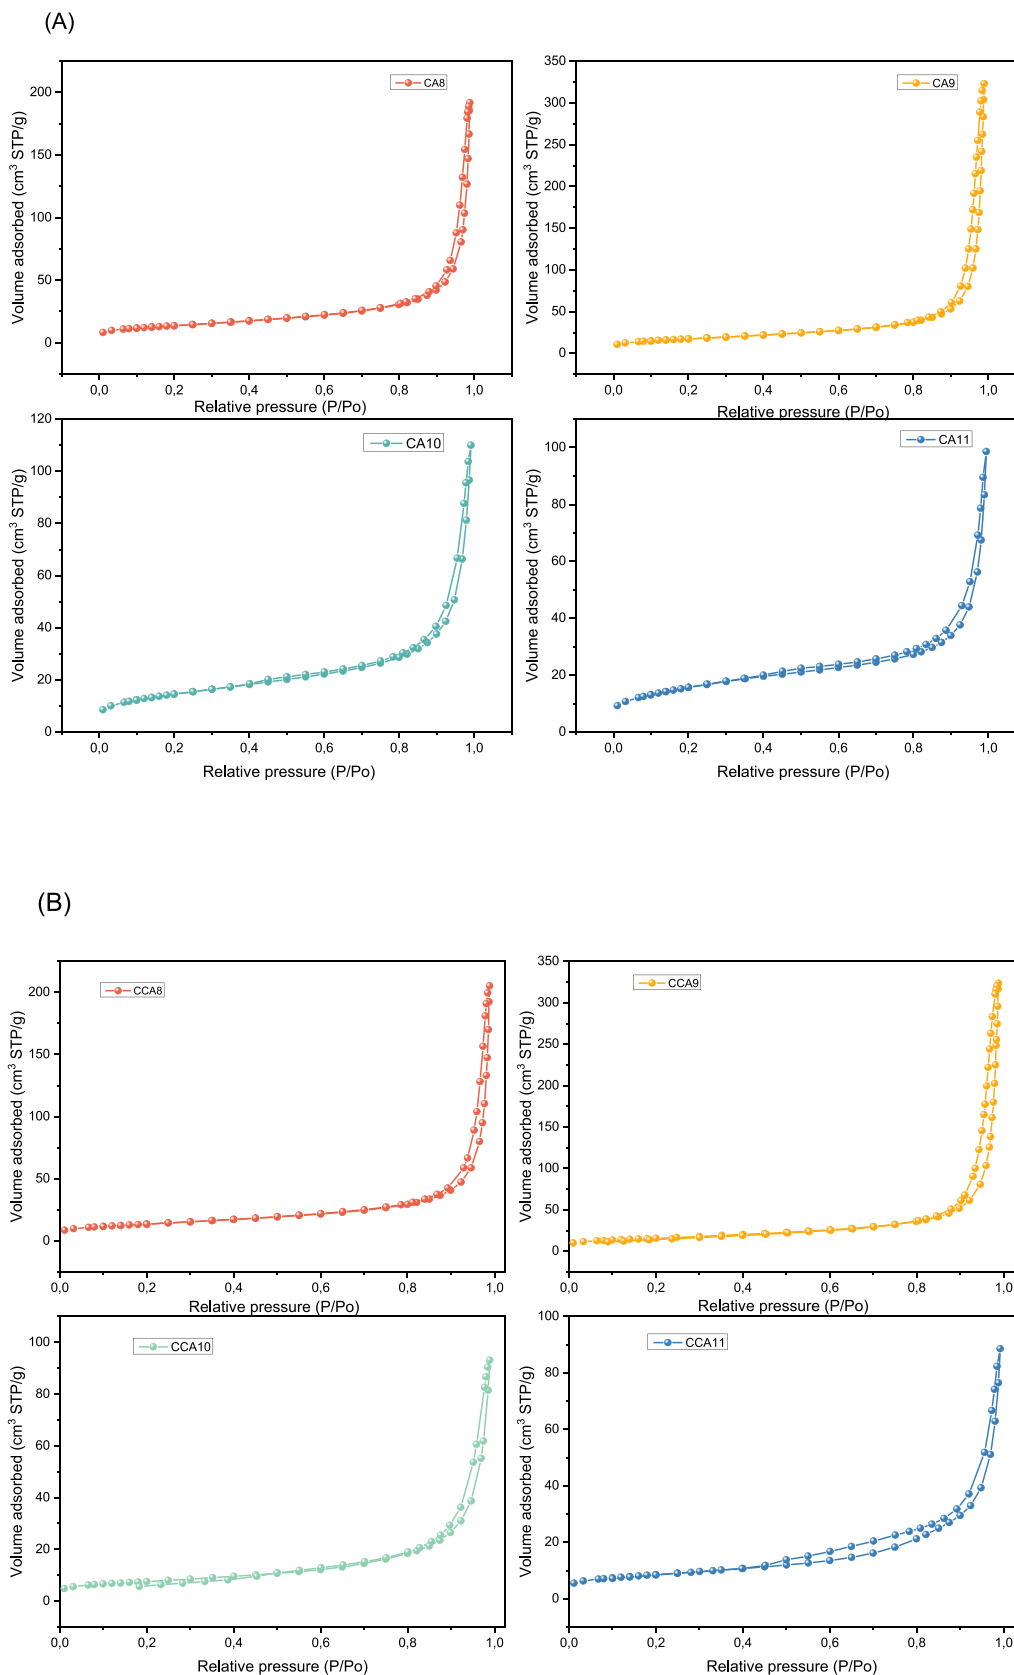 (A)
CA8
Volume adsorbed (cm³ STP/g)
200
150
100
50
0
0,0 0,2 0,4 0,6 0,8 1,0
Relative pressure (P/Po)
CA9
Volume adsorbed (cm³ STP/g)
350
300
250
200
150
100
50
0
0,0 0,2 0,4 0,6 0,8 1,0
Relative pressure (P/Po)
CA10
Volume adsorbed (cm³ STP/g)
120
100
80
60
40
20
0
0,0 0,2 0,4 0,6 0,8 1,0
Relative pressure (P/Po)
CA11
Volume adsorbed (cm³ STP/g)
100
80
60
40
20
0
0,0 0,2 0,4 0,6 0,8 1,0
Relative pressure (P/Po)
(B)
CCA8
Volume adsorbed (cm³ STP/g)
200
150
100
50
0
0,0 0,2 0,4 0,6 0,8 1,0
Relative pressure (P/Po)
CCA9
Volume adsorbed (cm³ STP/g)
350
300
250
200
150
100
50
0
0,0 0,2 0,4 0,6 0,8 1,0
Relative pressure (P/Po)
CCA10
Volume adsorbed (cm³ STP/g)
100
80
60
40
20
0
0,0 0,2 0,4 0,6 0,8 1,0
Relative pressure (P/Po)
CCA11
Volume adsorbed (cm³ STP/g)
100
80
60
40
20
0
0,0 0,2 0,4 0,6 0,8 1,0
Relative pressure (P/Po)